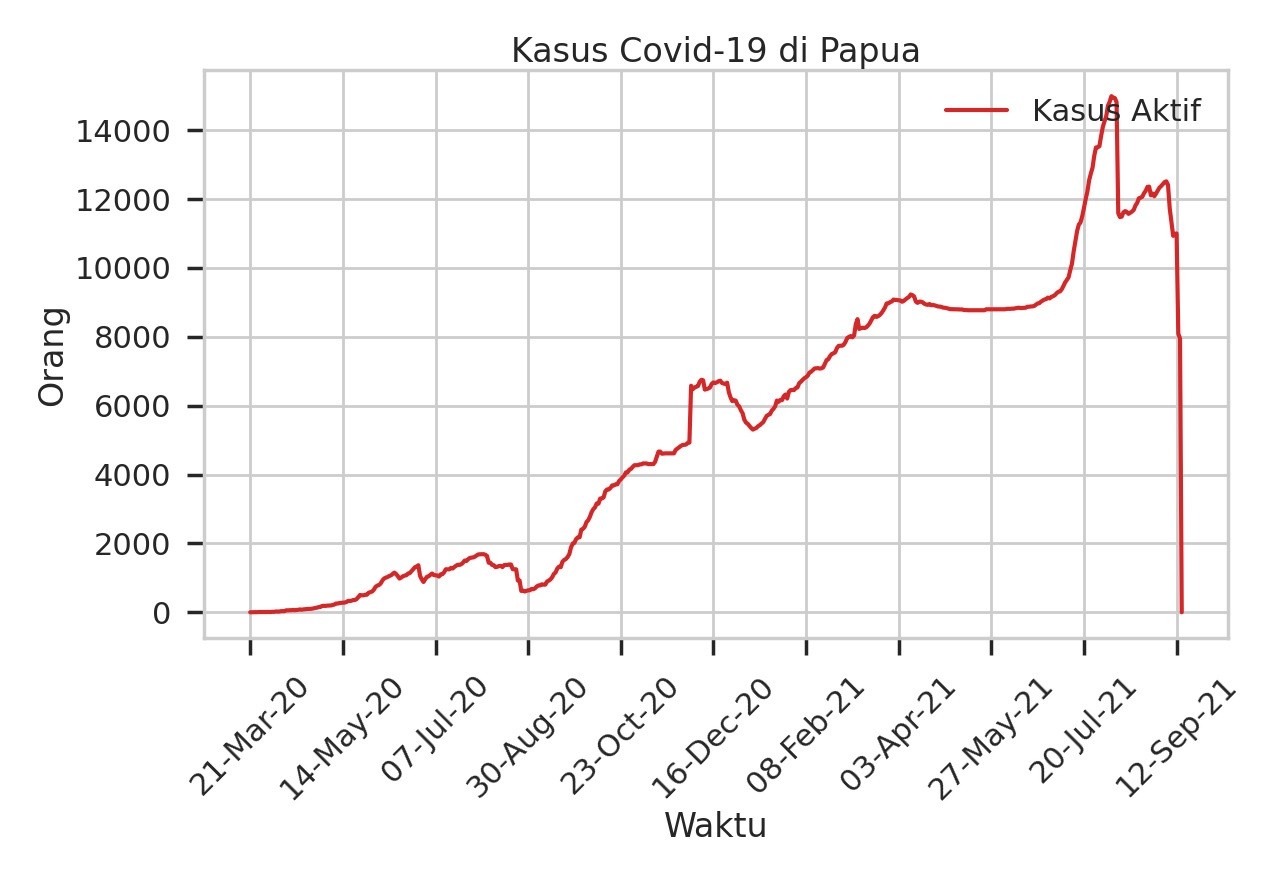 Kasus Covid-19 di Papua
Kasus Aktif
Orang
14000
12000
10000
8000
6000
4000
2000
0
21-Mar-20
14-May-20
07-Jul-20
30-Aug-20
23-Oct-20
16-Dec-20
08-Feb-21
03-Apr-21
27-May-21
20-Jul-21
12-Sep-21
Waktu